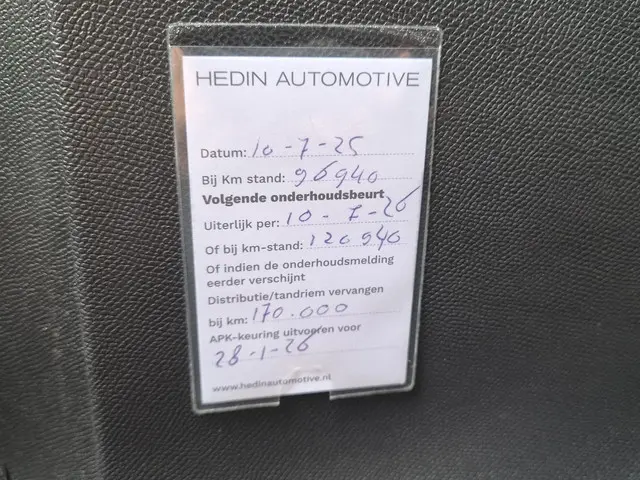 HEDIN AUTOMOTIVE
Datum: 10-7-25
Bij Km stand: 96940
Volgende onderhoudsbeurt
Uiterlijk per: 10-7-26
Of bij km-stand: 120940
Of indien de onderhoudsmelding
eerder verschijnt
Distributie/tandriem vervangen
bij km: 170.000
APK-keuring uitvoeren voor
28-1-26
www.hedinautomotive.nl